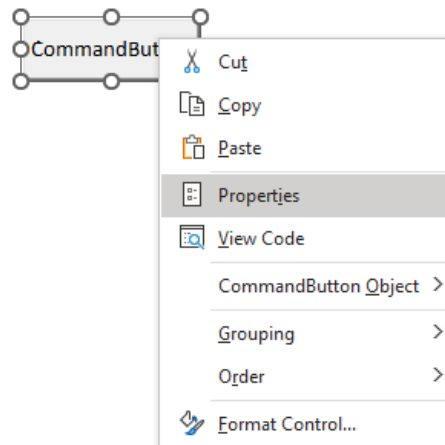 CommandBut
Cut
Copy
Paste
Properties
View Code
CommandButton Object
Grouping
Order
Format Control...